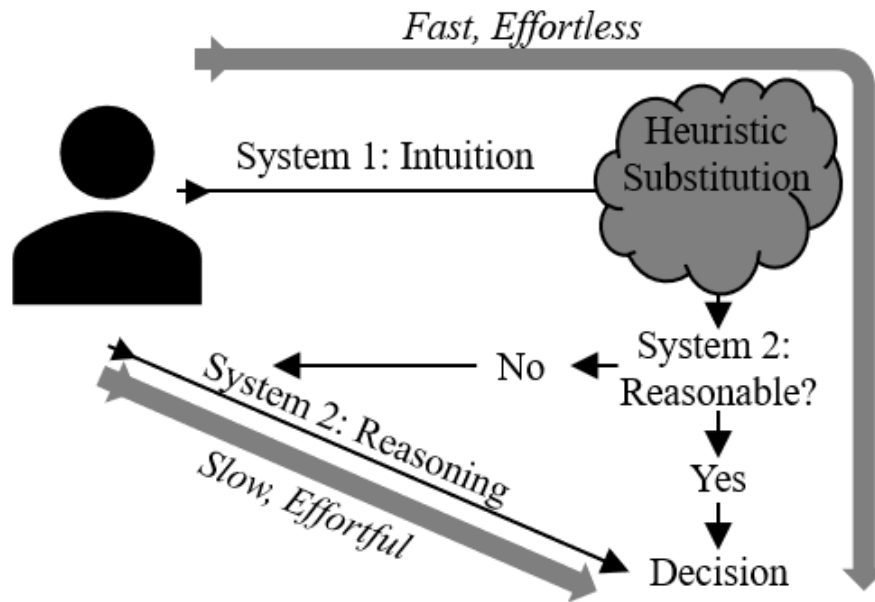 Fast, Effortless
System 1: Intuition
Heuristic
Substitution
System 2:
Reasonable?
No
Yes
System 2: Reasoning
Slow, Effortful
Decision